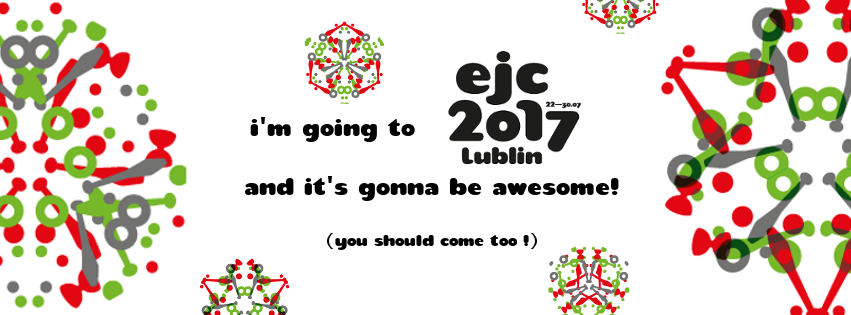 i'm going to
ejc
2017
22–30.07
Lublin
and it's gonna be awesome!
(you should come too !)